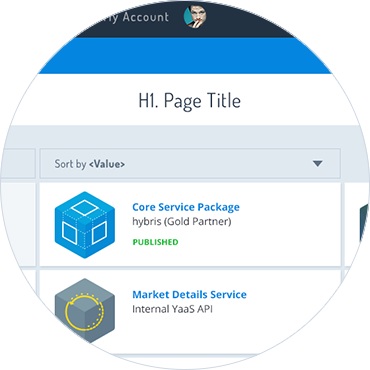 My Account
H1. Page Title
Sort by <Value>
Core Service Package
hybris (Gold Partner)
PUBLISHED
Market Details Service
Internal YaaS API